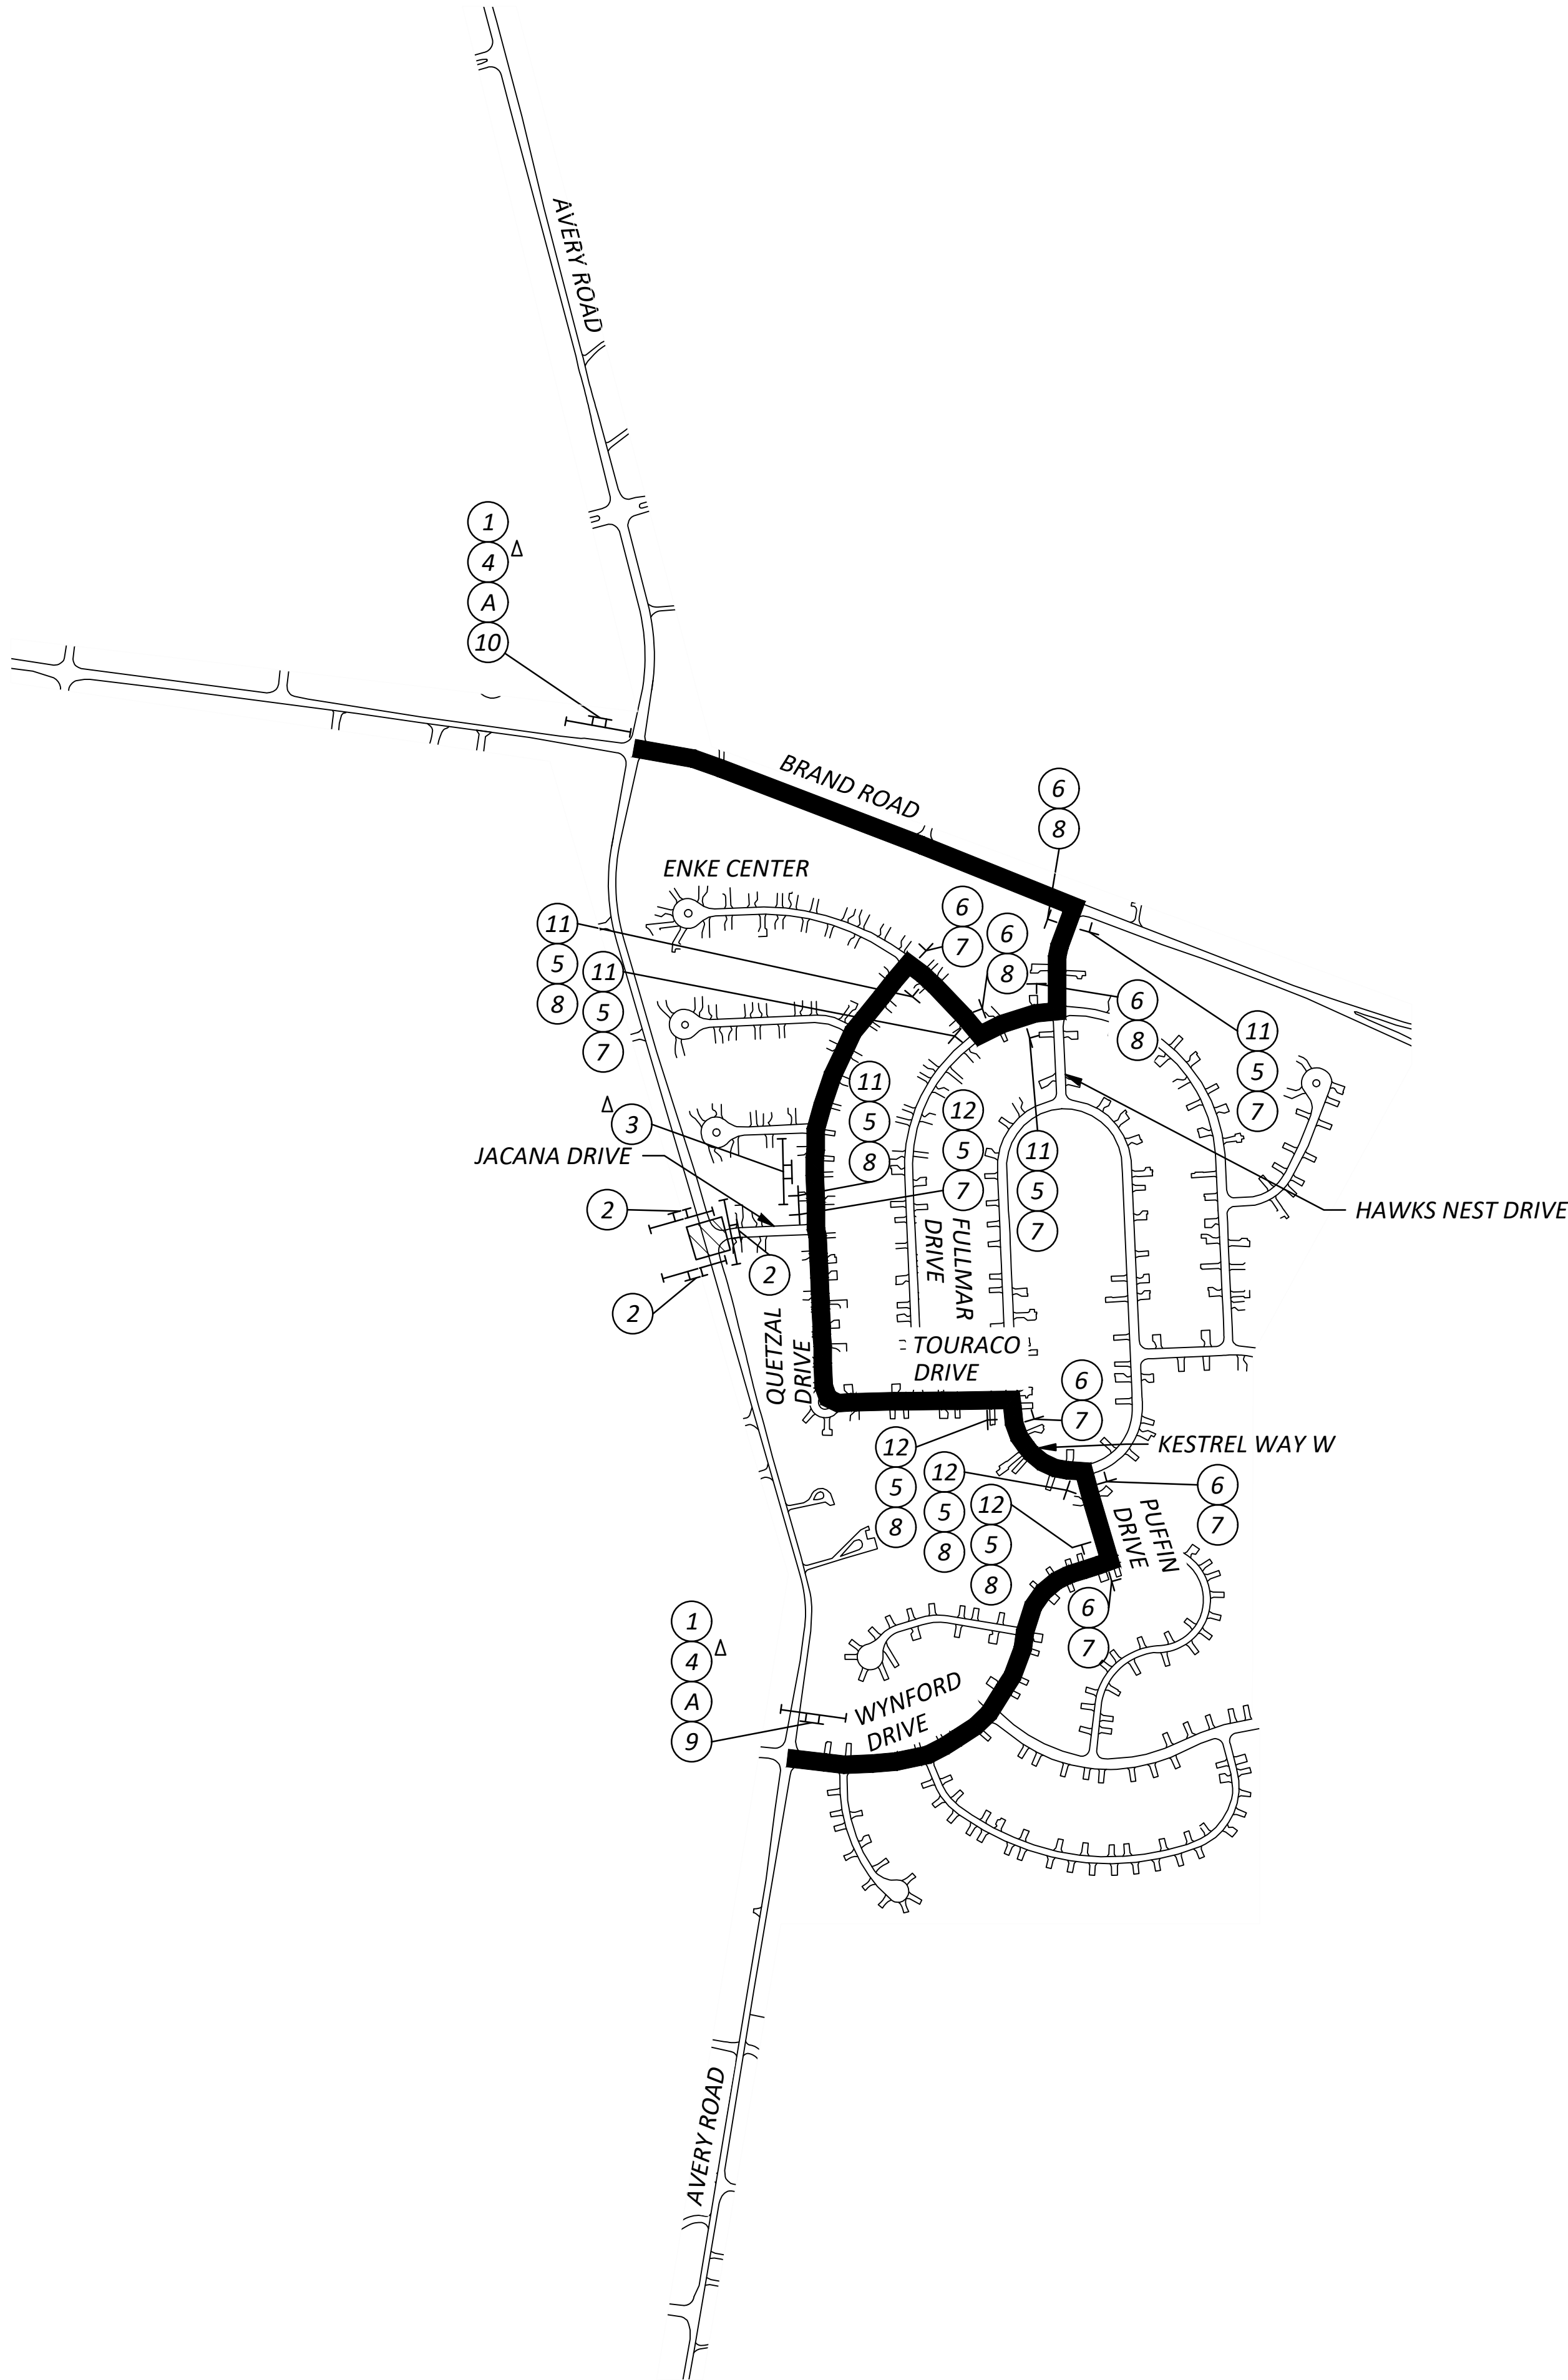 AVERY ROAD
1
4
A
10
BRAND ROAD
6
8
ENKE CENTER
6
7
6
8
11
5
8
11
5
7
6
8
11
5
7
11
5
8
12
5
7
3
JACANA DRIVE
11
5
7
2
HAWKS NEST DRIVE
FULLMAR
DRIVE
2
2
QUETZAL
DRIVE
TOURACO
DRIVE
6
7
12
5
8
KESTREL WAY W
12
5
8
6
7
12
5
8
PUFFIN
DRIVE
6
7
1
4
A
9
WYNFORD
DRIVE
AVERY ROAD